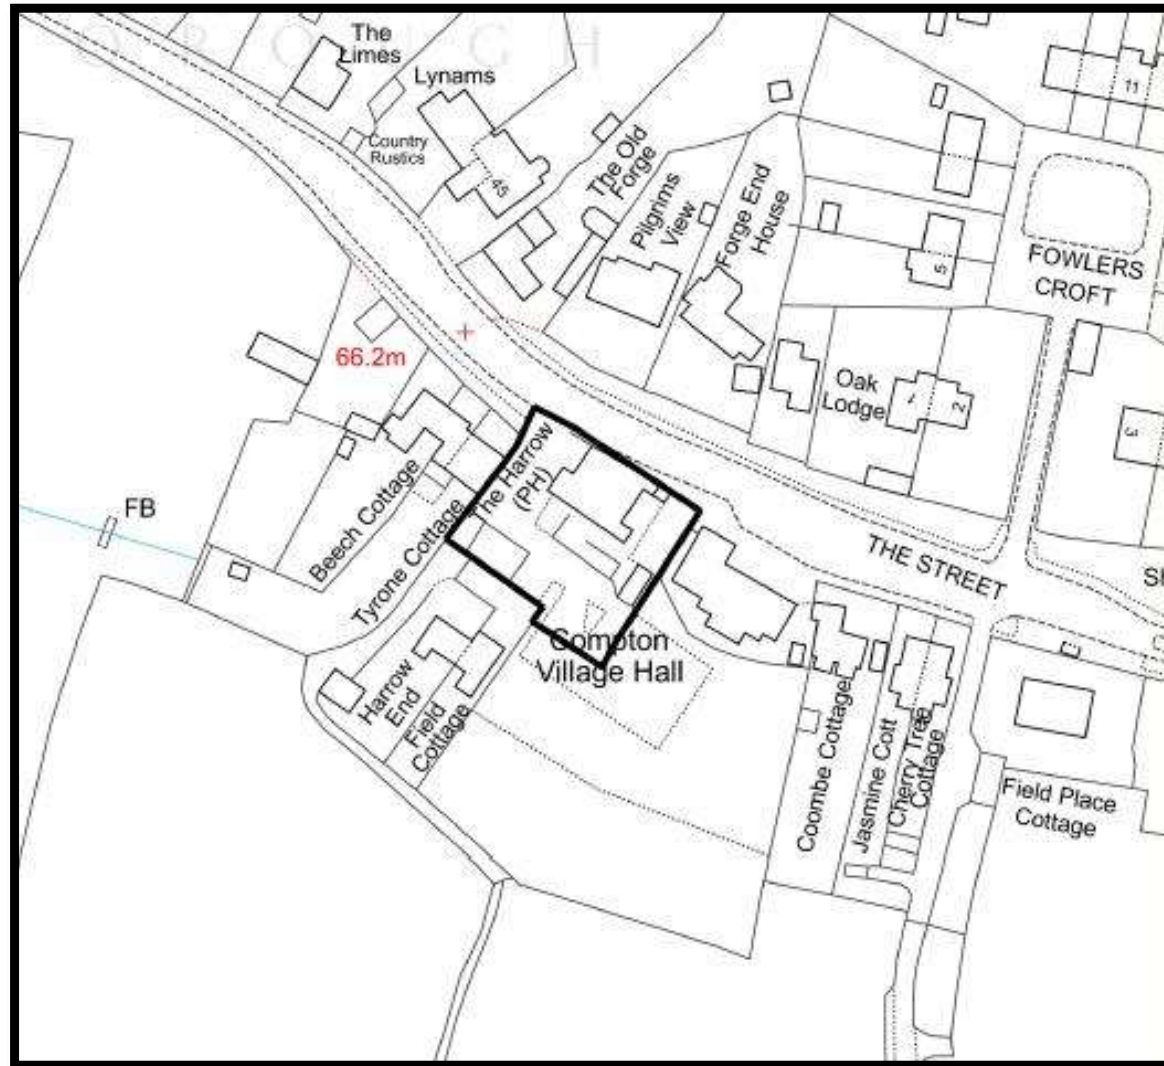 O R O U G H
The
Limes
Lynams
Country
Rustics
45
The Old
Forge
Pilgrims
View
Forge End
House
11
5
FOWLERS
CROFT
66.2m
Oak
Lodge
1
2
3
The Harrow
(PH)
FB
Beech Cottage
Tyrone Cottage
THE STREET
Compton
Village Hall
Harrow
End
Field
Cottage
Coombe Cottage
Jasmine Cott
Cherry Tree
Cottage
Field Place
Cottage